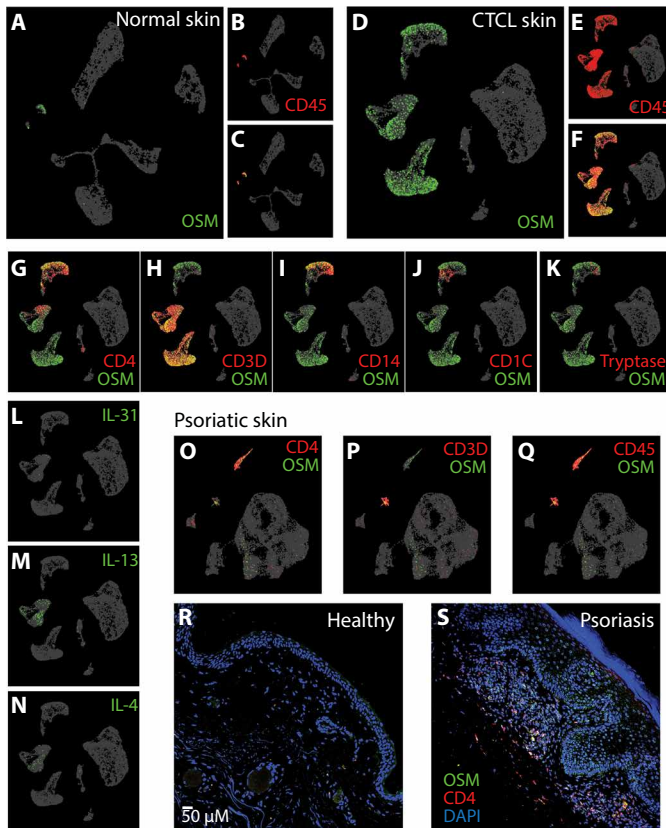 A Normal skin
OSM
B
CD45
C
D CTCL skin
OSM
E
CD45
F
G
CD4
OSM
H
CD3D
OSM
I
CD14
OSM
J
CD1C
OSM
K
Tryptase
OSM
L IL-31
M IL-13
N IL-4
Psoriatic skin
O CD4
OSM
P CD3D
OSM
Q CD45
OSM
R Healthy
50 μM
S Psoriasis
OSM
CD4
DAPI